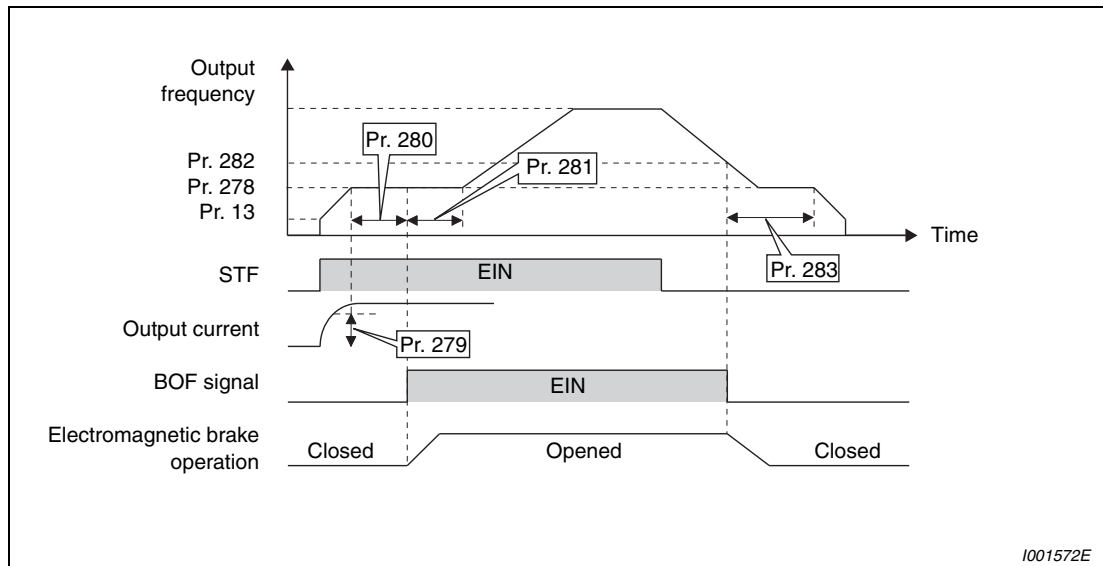 Output
frequency
Pr. 280
Pr. 282
Pr. 281
Pr. 278
Pr. 13
Time
Pr. 283
STF
EIN
Output current
Pr. 279
BOF signal
EIN
Electromagnetic brake
operation
Closed
Opened
Closed
I001572E